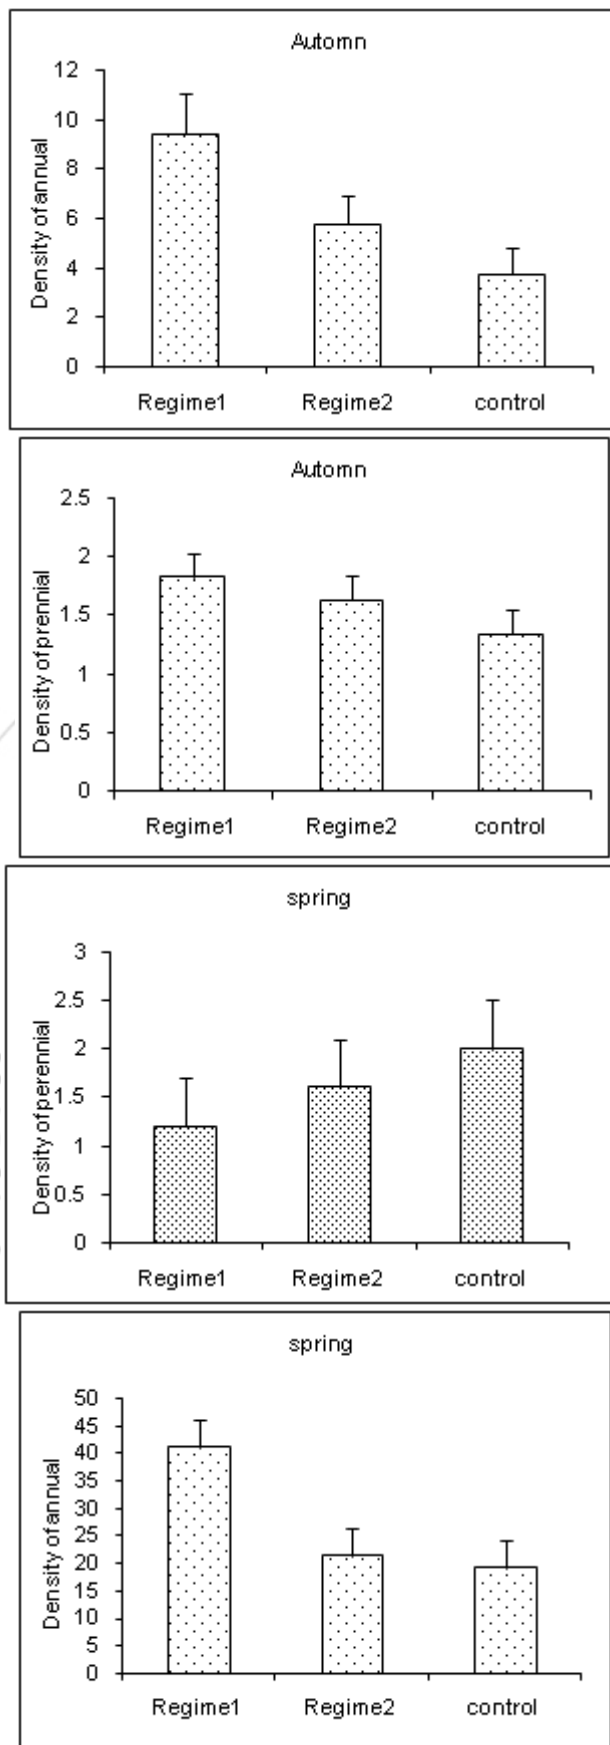 Automn
Density of annual
12
10
8
6
4
2
0
Regime1 Regime2 control
Automn
Density of prennial
2.5
2
1.5
1
0.5
0
Regime1 Regime2 control
spring
Density of perennial
3
2.5
2
1.5
1
0.5
0
Regime1 Regime2 control
spring
Density of annual
50
45
40
35
30
25
20
15
10
5
0
Regime1 Regime2 control